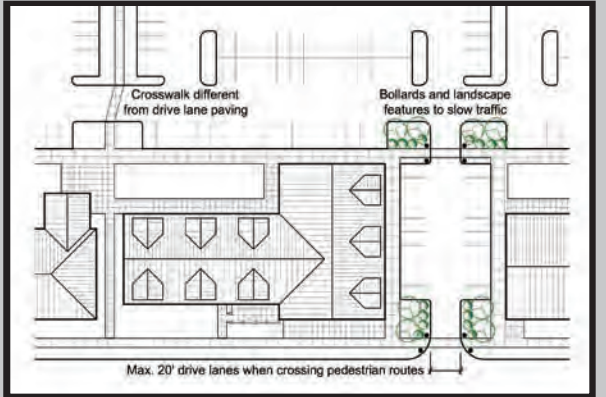 Crosswalk different
from drive lane paving
Bollards and landscape
features to slow traffic
Max. 20' drive lanes when crossing pedestrian routes